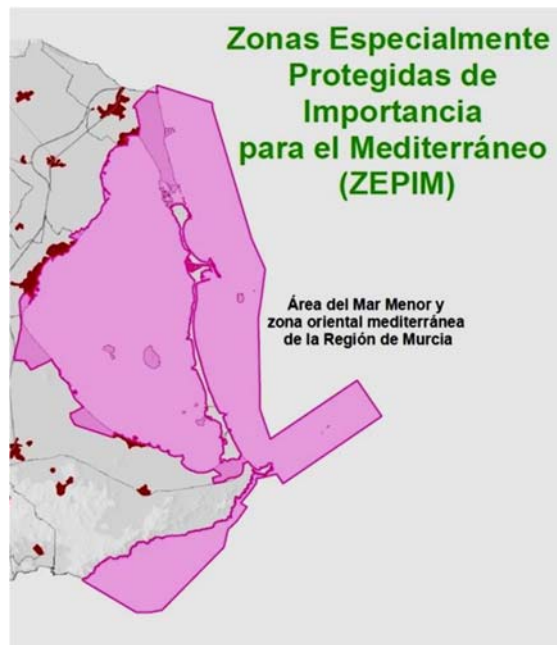 Zonas Especialmente
Protegidas de
Importancia
para el Mediterráneo
(ZEPIM)
Área del Mar Menor y
zona oriental mediterránea
de la Región de Murcia